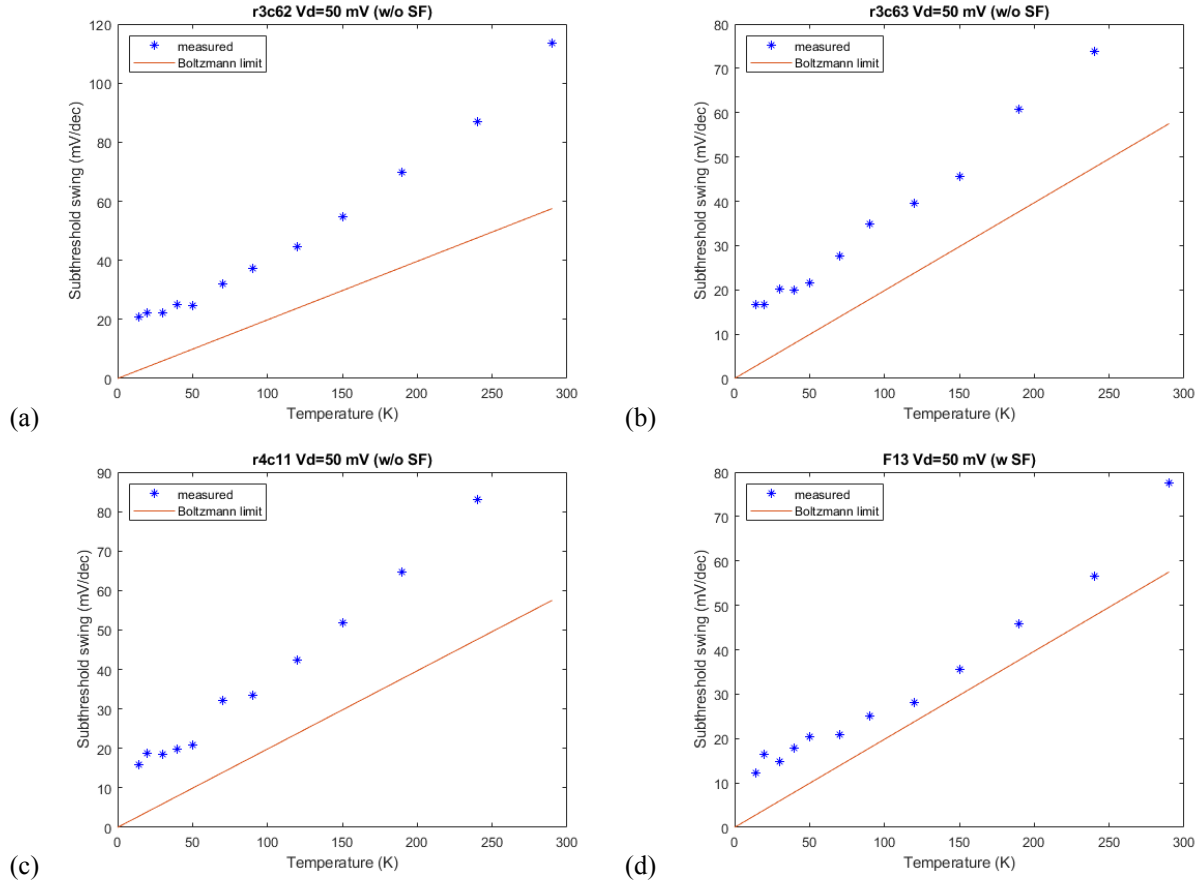 r3c62 Vd=50 mV (w/o SF)
measured
Boltzmann limit
Subthreshold swing (mV/dec)
120
100
80
60
40
20
0
0 50 100 150 200 250 300
Temperature (K)
(a)
r3c63 Vd=50 mV (w/o SF)
measured
Boltzmann limit
Subthreshold swing (mV/dec)
80
70
60
50
40
30
20
10
0
0 50 100 150 200 250 300
Temperature (K)
(b)
r4c11 Vd=50 mV (w/o SF)
measured
Boltzmann limit
Subthreshold swing (mV/dec)
90
80
70
60
50
40
30
20
10
0
0 50 100 150 200 250 300
Temperature (K)
(c)
F13 Vd=50 mV (w SF)
measured
Boltzmann limit
Subthreshold swing (mV/dec)
80
70
60
50
40
30
20
10
0
0 50 100 150 200 250 300
Temperature (K)
(d)